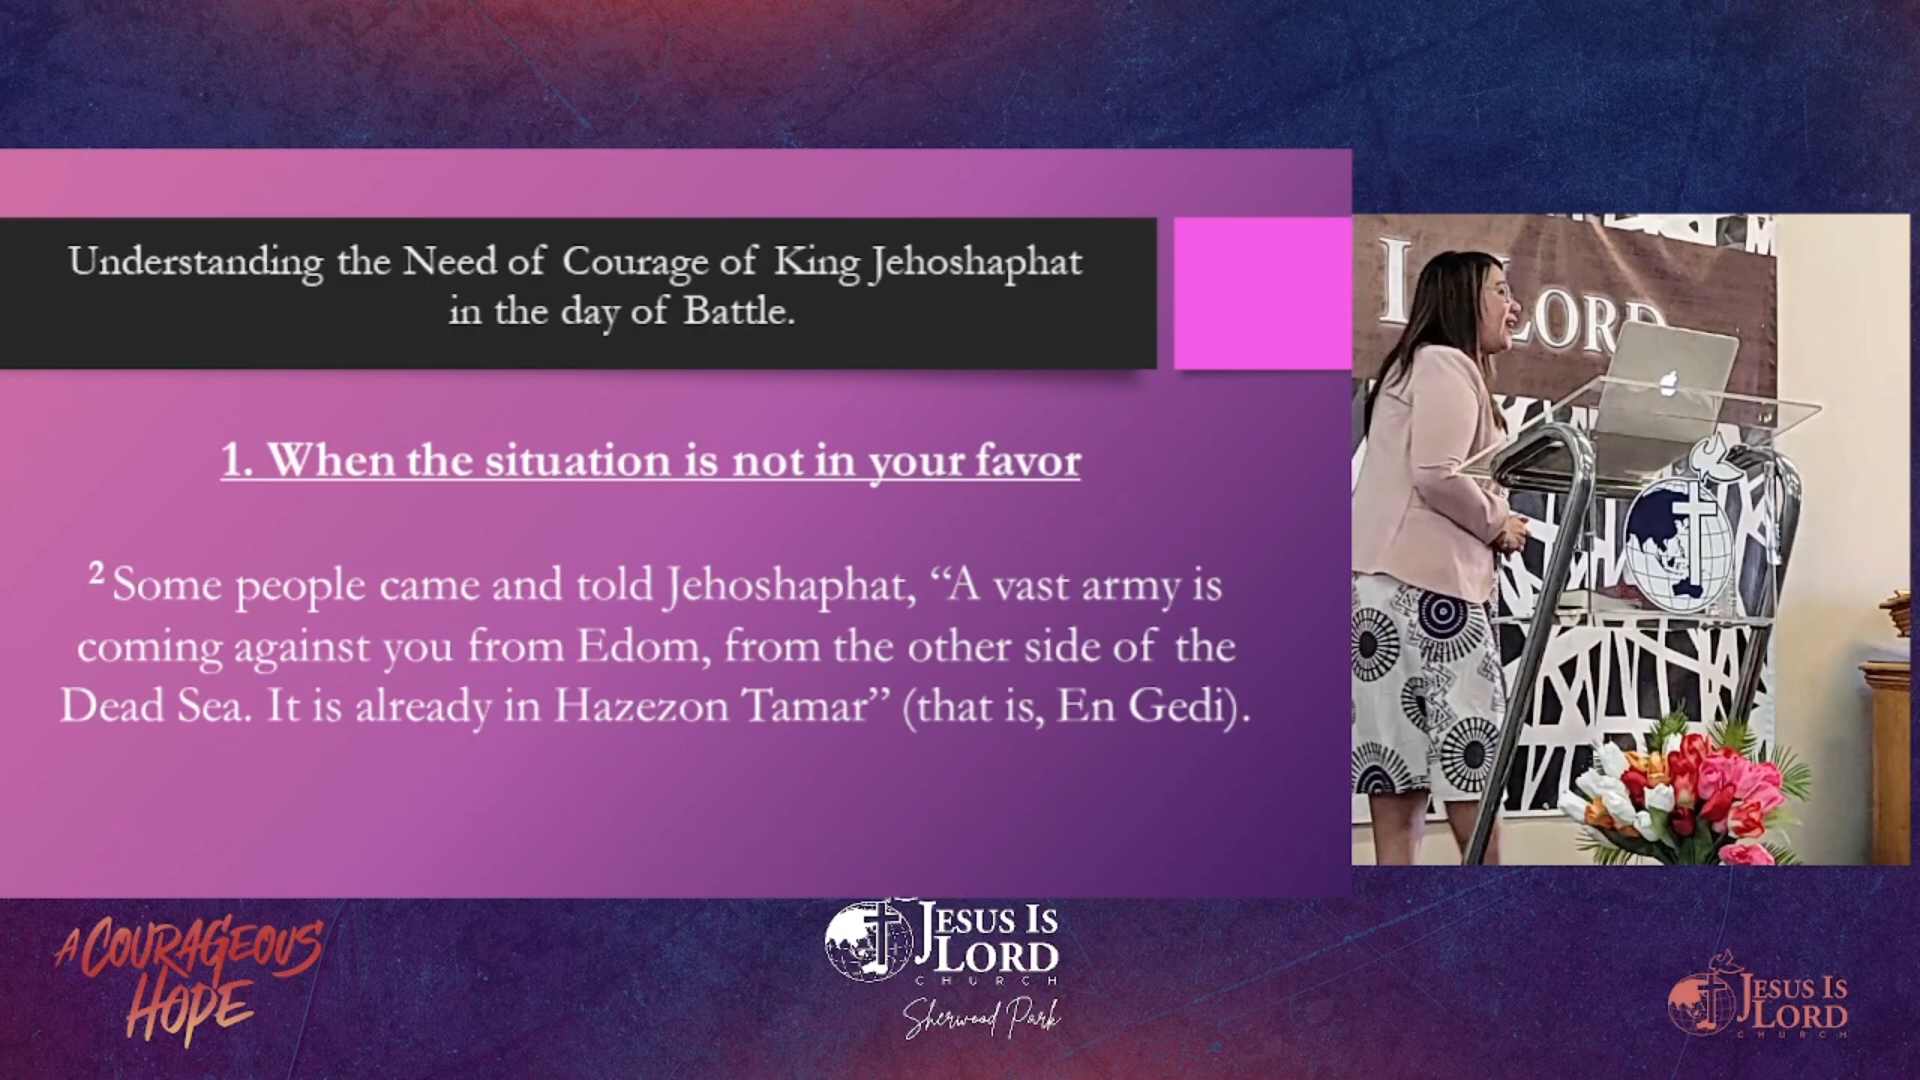 Understanding the Need of Courage of King Jehoshaphat
in the day of Battle.
1. When the situation is not in your favor
2 Some people came and told Jehoshaphat, “A vast army is
coming against you from Edom, from the other side of the
Dead Sea. It is already in Hazezon Tamar” (that is, En Gedi).
LORD
A COURAGEOUS
HOPE
JESUS IS
LORD
CHURCH
Sherwood Park
JESUS IS
LORD
CHURCH